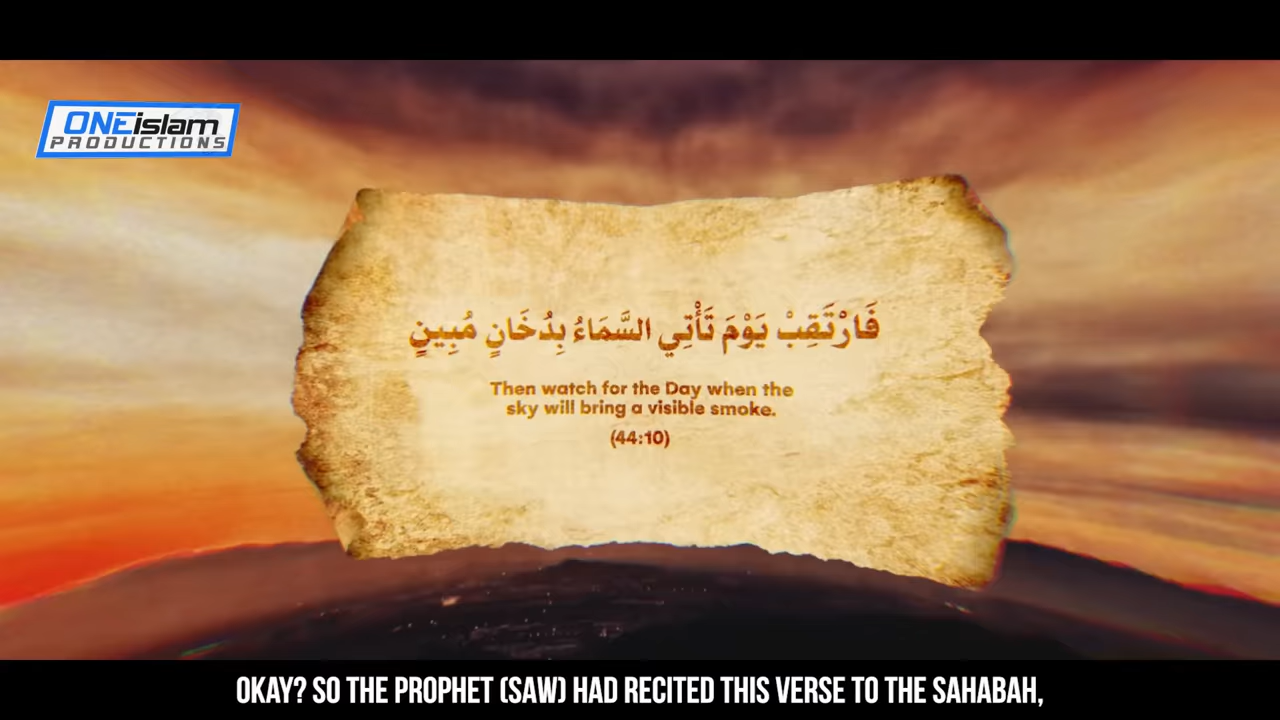 ONEislam
PRODUCTIONS
فَارْتَقِبْ يَوْمَ تَأْتِي السَّمَاءُ بِدُخَانٍ مُبِينٍ
Then watch for the Day when the
sky will bring a visible smoke.
(44:10)
OKAY? SO THE PROPHET (SAW) HAD RECITED THIS VERSE TO THE SAHABAH,